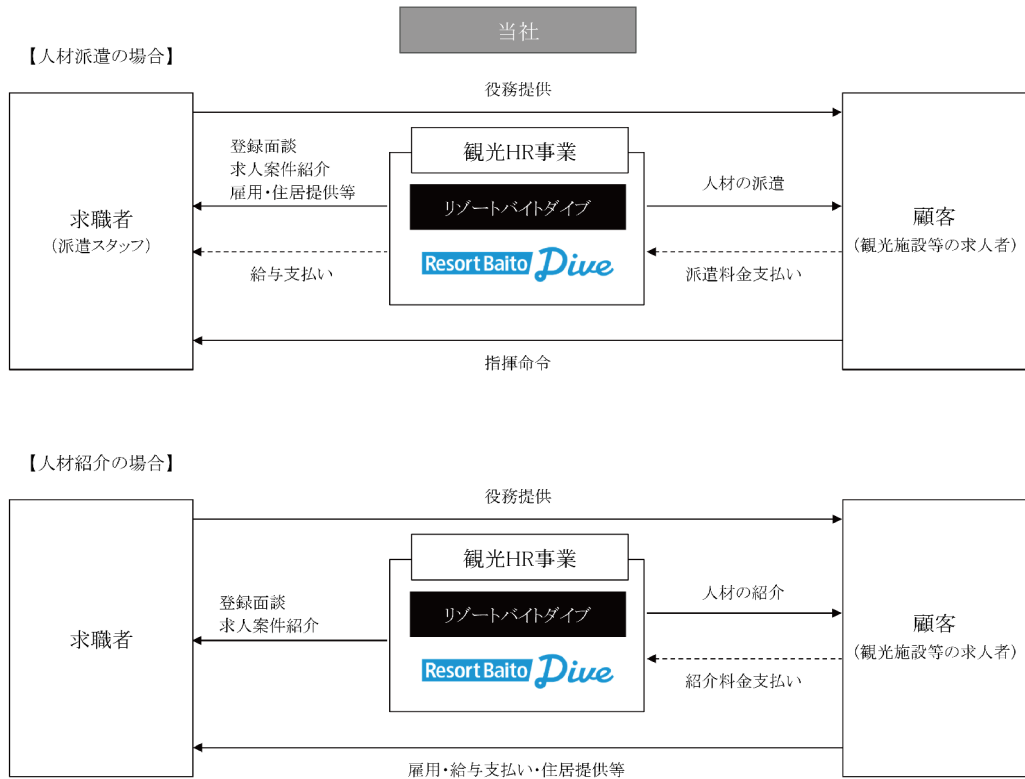 当社
【人材派遣の場合】
役務提供
登録面談
求人案件紹介
雇用・住居提供等
観光HR事業
リゾートバイトダイブ
Resort Baito Dive
人材の派遣
求職者
(派遣スタッフ)
顧客
(観光施設等の求人者)
給与支払い
派遣料金支払い
指揮命令
【人材紹介の場合】
役務提供
登録面談
求人案件紹介
観光HR事業
リゾートバイトダイブ
Resort Baito Dive
人材の紹介
求職者
顧客
(観光施設等の求人者)
紹介料金支払い
雇用・給与支払い・住居提供等